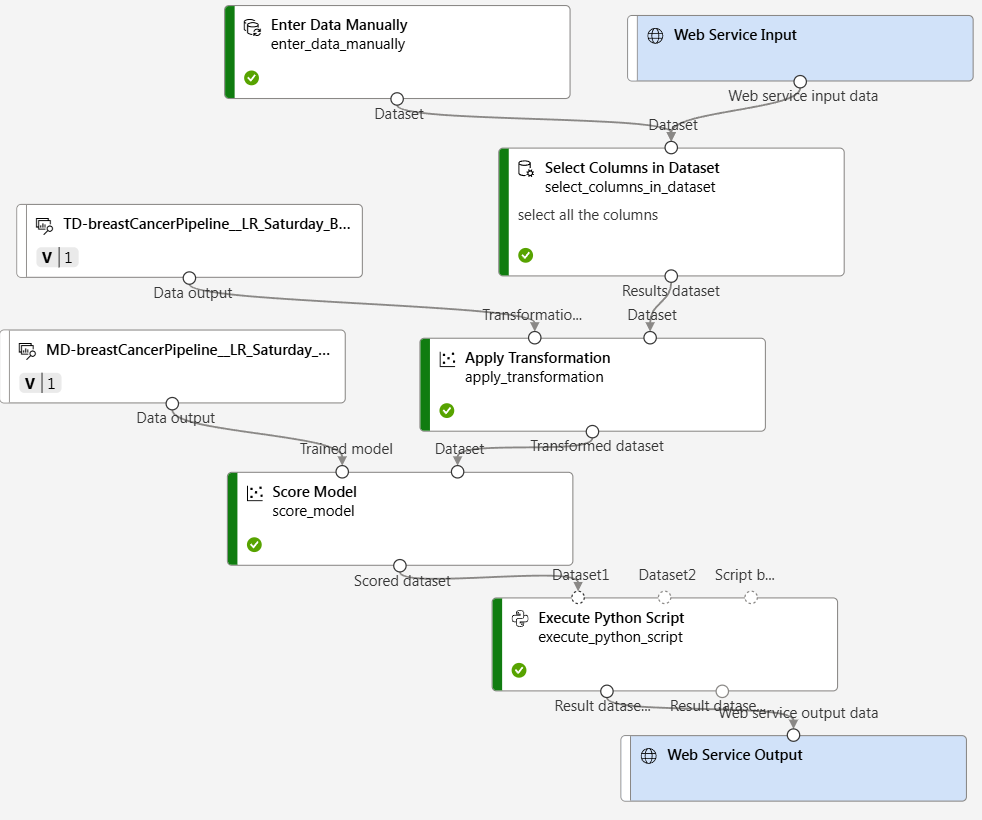 Enter Data Manually
enter_data_manually
Dataset
Web Service Input
Web service input data
Dataset
Select Columns in Dataset
select_columns_in_dataset
select all the columns
Results dataset
TD-breastCancerPipeline__LR_Saturday_B...
V 1
Data output
Transformatio...
Dataset
MD-breastCancerPipeline__LR_Saturday_...
V 1
Data output
Apply Transformation
apply_transformation
Transformed dataset
Trained model
Dataset
Score Model
score_model
Scored dataset
Dataset1
Dataset2
Script b...
Execute Python Script
execute_python_script
Result datase...
Result datase...
Web service output data
Web Service Output